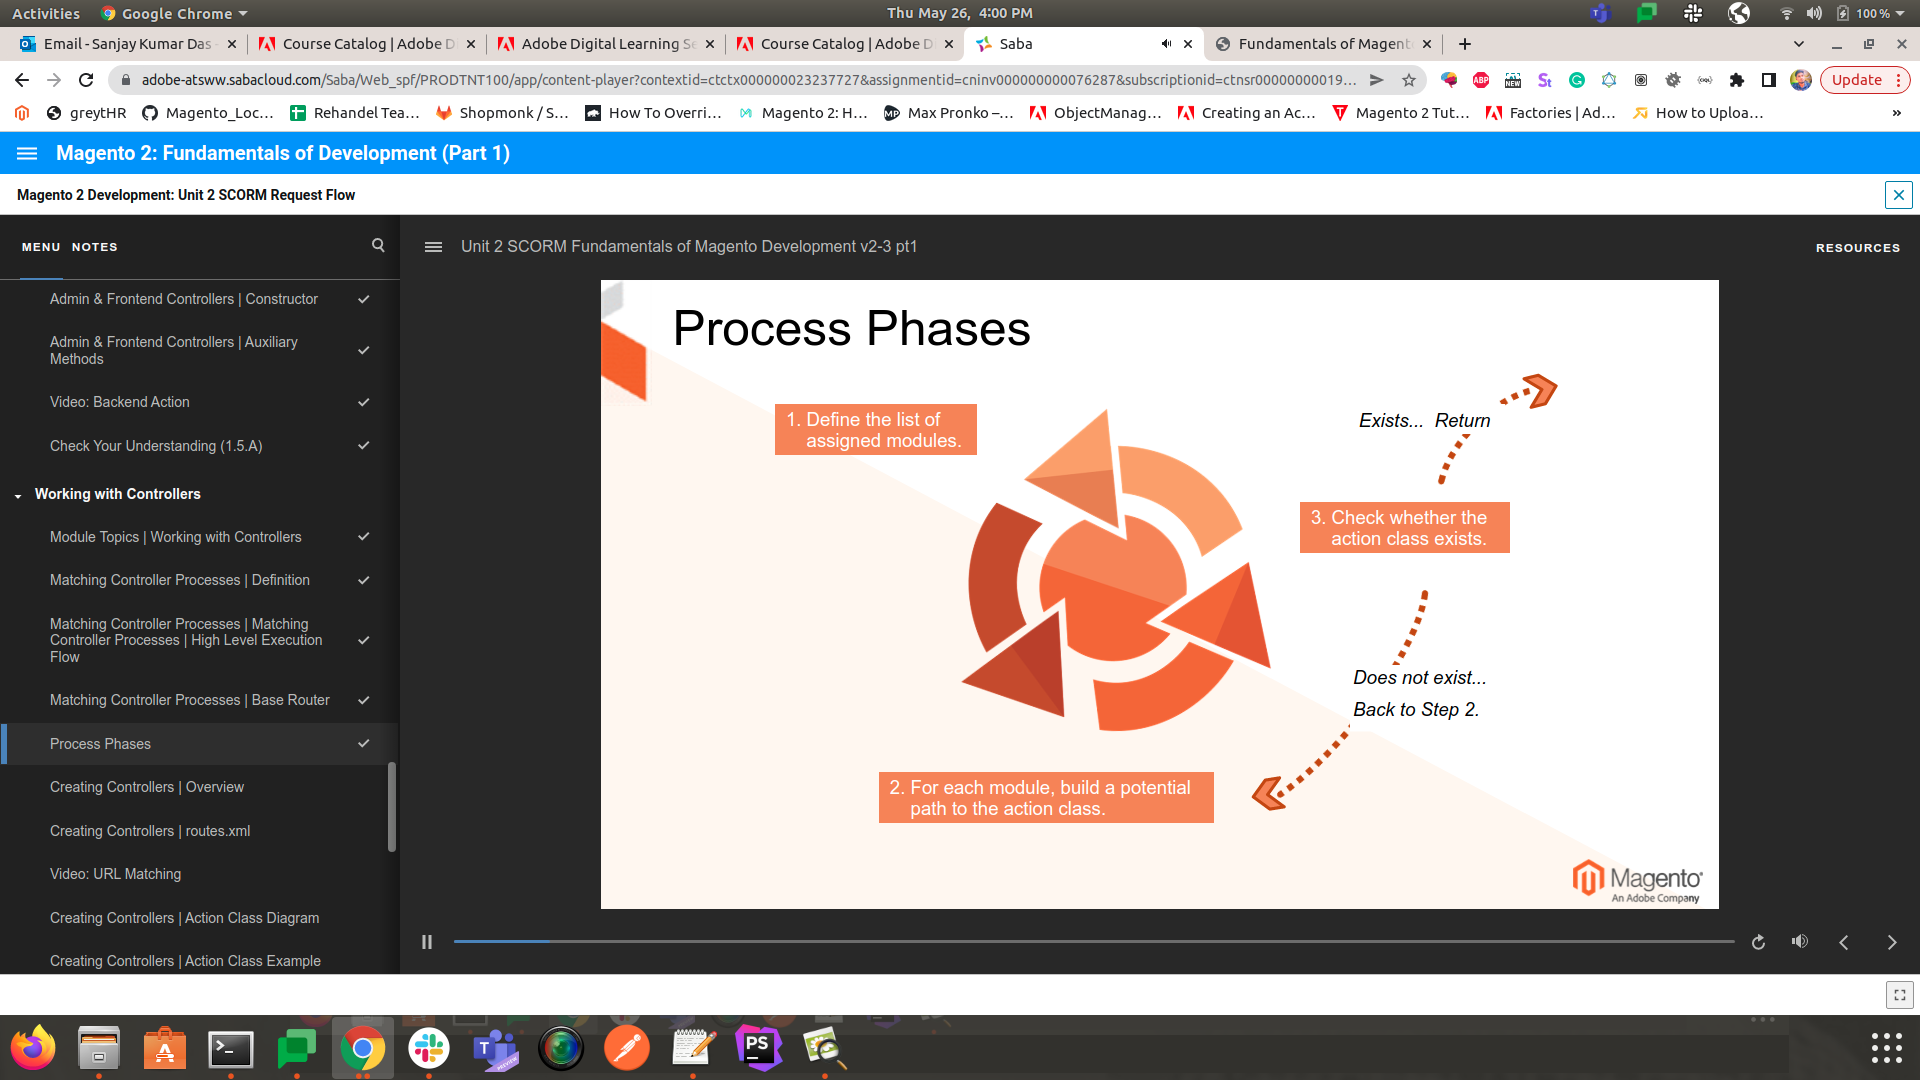 Activities
Google Chrome
Thu May 26, 4:00 PM
100 %
Email - Sanjay Kumar Das
Course Catalog | Adobe D
Adobe Digital Learning Se
Course Catalog | Adobe D
Saba
Fundamentals of Magent
adobe-atsww.sabacloud.com/Saba/Web_spf/PRODTNT100/app/content-player?contextid=ctctx000000023237727&assignmentid=cninv000000000076287&subscriptionid=ctnsr00000000019...
ABP
NEW
Update
greytHR
Magento_Loc...
Rehandel Tea...
Shopmonk / S...
How To Overri...
Magento 2: H...
Max Pronko –...
ObjectManag...
Creating an Ac...
Magento 2 Tut...
Factories | Ad...
How to Uploa...
»
Magento 2: Fundamentals of Development (Part 1)
Magento 2 Development: Unit 2 SCORM Request Flow
MENU
NOTES
Unit 2 SCORM Fundamentals of Magento Development v2-3 pt1
RESOURCES
Admin & Frontend Controllers | Constructor
Admin & Frontend Controllers | Auxiliary
Methods
Video: Backend Action
Check Your Understanding (1.5.A)
Working with Controllers
Module Topics | Working with Controllers
Matching Controller Processes | Definition
Matching Controller Processes | Matching
Controller Processes | High Level Execution
Flow
Matching Controller Processes | Base Router
Process Phases
Creating Controllers | Overview
Creating Controllers | routes.xml
Video: URL Matching
Creating Controllers | Action Class Diagram
Creating Controllers | Action Class Example
Process Phases
1. Define the list of
assigned modules.
Exists... Return
3. Check whether the
action class exists.
Does not exist...
Back to Step 2.
2. For each module, build a potential
path to the action class.
Magento
An Adobe Company
PS